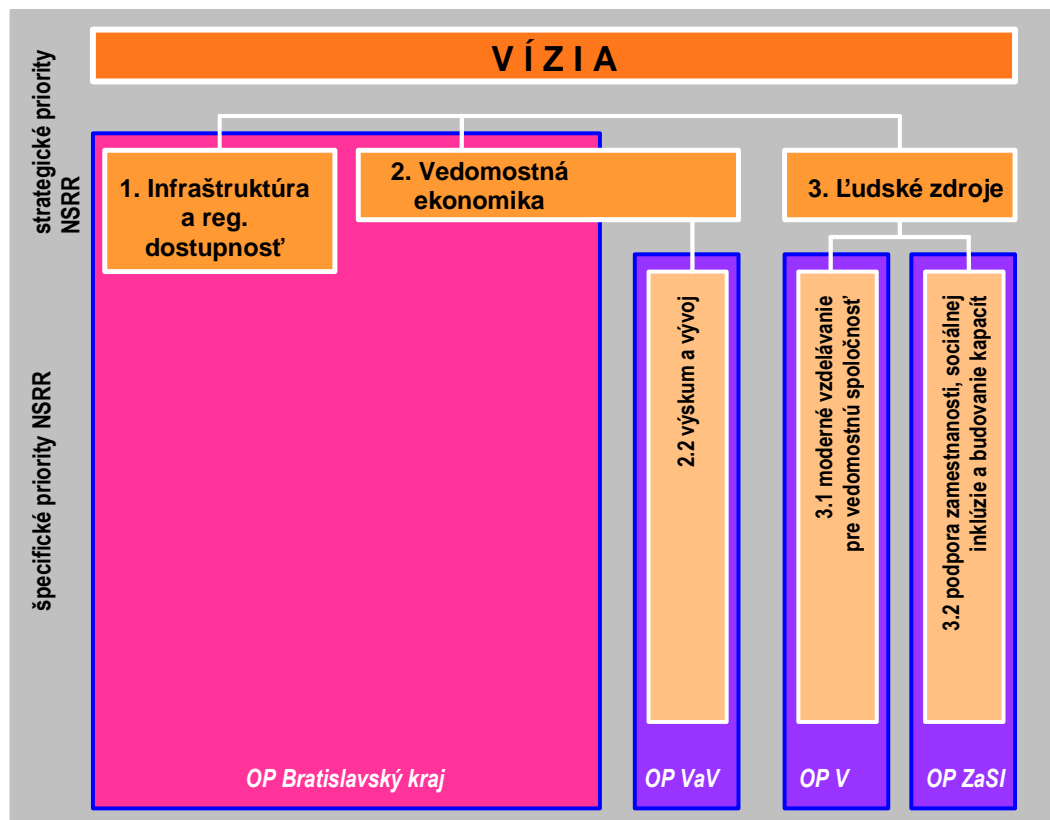 V Í Z I A
strategické priority
NSRR
1. Infraštruktúra
a reg.
dostupnosť
2. Vedomostná
ekonomika
3. Ľudské zdroje
špecifické priority NSRR
2.2 výskum a vývoj
3.1 moderné vzdelávanie
pre vedomostnú spoločnosť
3.2 podpora zamestnanosti, sociálnej
inklúzie a budovanie kapacít
OP Bratislavský kraj
OP VaV
OP V
OP ZaSI